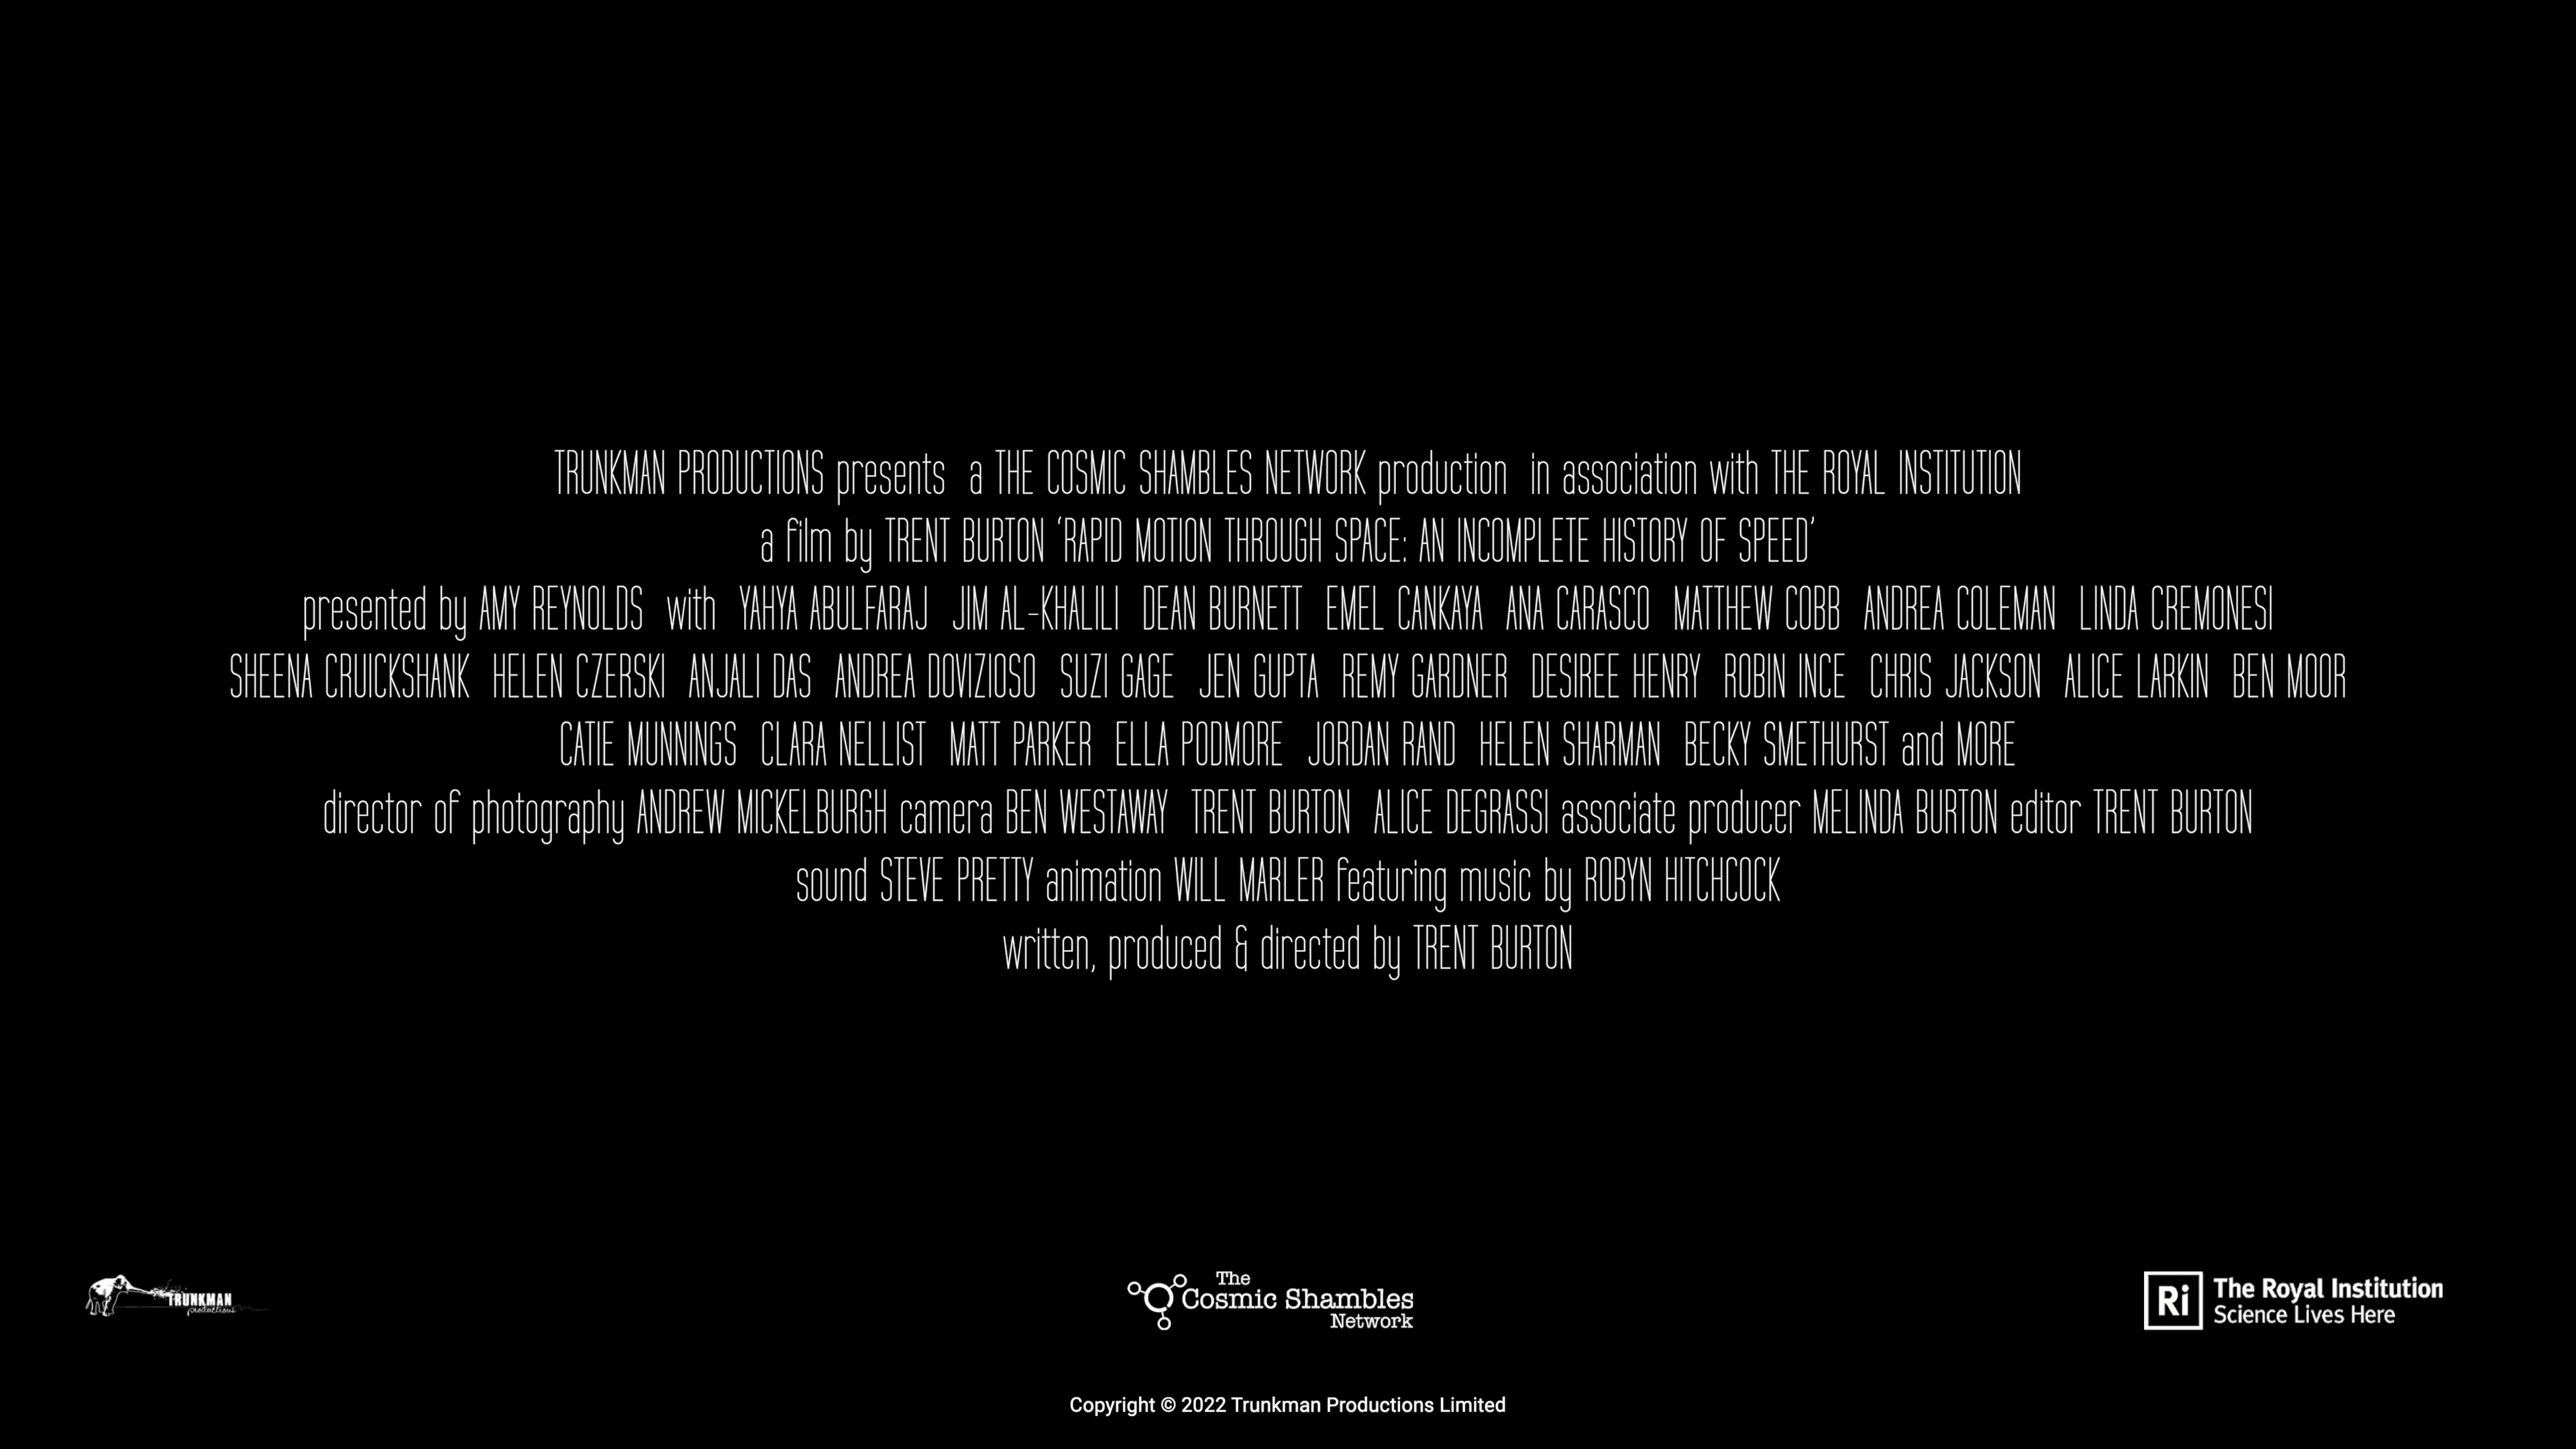 TRUNKMAN PRODUCTIONS presents a THE COSMIC SHAMBLES NETWORK production in association with THE ROYAL INSTITUTION
a film by TRENT BURTON ‘RAPID MOTION THROUGH SPACE: AN INCOMPLETE HISTORY OF SPEED’
presented by AMY REYNOLDS with YAHYA ABULFARAJ JIM AL-KHALILI DEAN BURNETT EMEL CANKAYA ANA CARASCO MATTHEW COBB ANDREA COLEMAN LINDA CREMONESI
SHEENA CRUICKSHANK HELEN CZERSKI ANJALI DAS ANDREA DOVIZIOSO SUZI GAGE JEN GUPTA REMY GARDNER DESIREE HENRY ROBIN INCE CHRIS JACKSON ALICE LARKIN BEN MOOR
CATIE MUNNINGS CLARA NELLIST MATT PARKER ELLA PODMORE JORDAN RAND HELEN SHARMAN BECKY SMETHURST and MORE
director of photography ANDREW MICKELBURGH camera BEN WESTAWAY TRENT BURTON ALICE DEGRASSI associate producer MELINDA BURTON editor TRENT BURTON
sound STEVE PRETTY animation WILL MARLER featuring music by ROBYN HITCHCOCK
written, produced & directed by TRENT BURTON
TRUNKMAN
productions
The
Cosmic Shambles
Network
Ri
The Royal Institution
Science Lives Here
Copyright © 2022 Trunkman Productions Limited